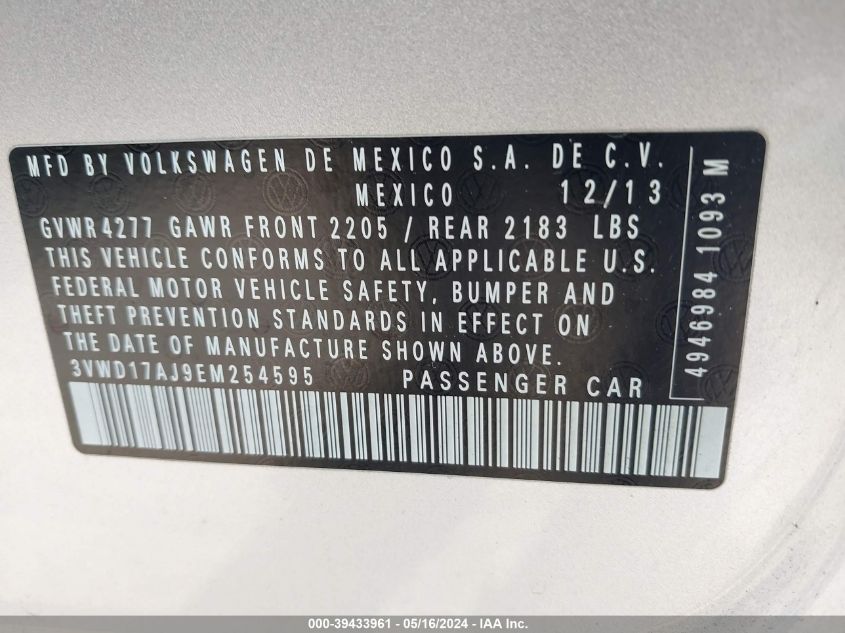 MFD BY VOLKSWAGEN DE MEXICO S.A. DE C.V.
MEXICO 12/13
GVWR 4277 GAWR FRONT 2205 / REAR 2183 LBS
THIS VEHICLE CONFORMS TO ALL APPLICABLE U.S.
FEDERAL MOTOR VEHICLE SAFETY, BUMPER AND
THEFT PREVENTION STANDARDS IN EFFECT ON
THE DATE OF MANUFACTURE SHOWN ABOVE.
3VWD17AJ9EM254595 PASSENGER CAR
4946984 1093 M
000-39433961 - 05/16/2024 - IAAI.com